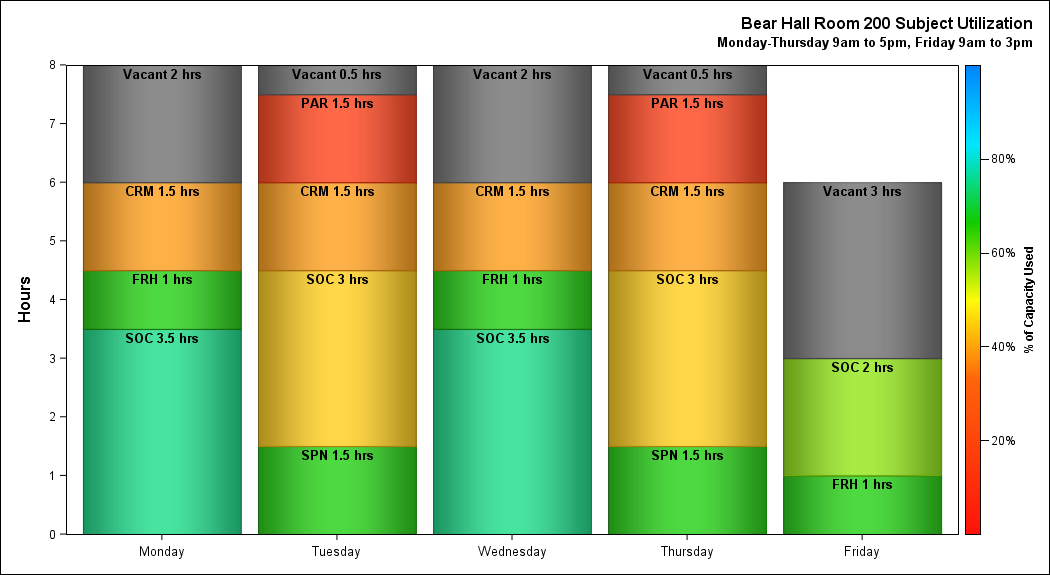 Bear Hall Room 200 Subject Utilization
Monday-Thursday 9am to 5pm, Friday 9am to 3pm
Hours
8
7
6
5
4
3
2
1
0
Vacant 2 hrs
CRM 1.5 hrs
FRH 1 hrs
SOC 3.5 hrs
Vacant 0.5 hrs
PAR 1.5 hrs
CRM 1.5 hrs
SOC 3 hrs
SPN 1.5 hrs
Vacant 2 hrs
CRM 1.5 hrs
FRH 1 hrs
SOC 3.5 hrs
Vacant 0.5 hrs
PAR 1.5 hrs
CRM 1.5 hrs
SOC 3 hrs
SPN 1.5 hrs
Vacant 3 hrs
SOC 2 hrs
FRH 1 hrs
Monday
Tuesday
Wednesday
Thursday
Friday
80%
60%
40%
20%
% of Capacity Used